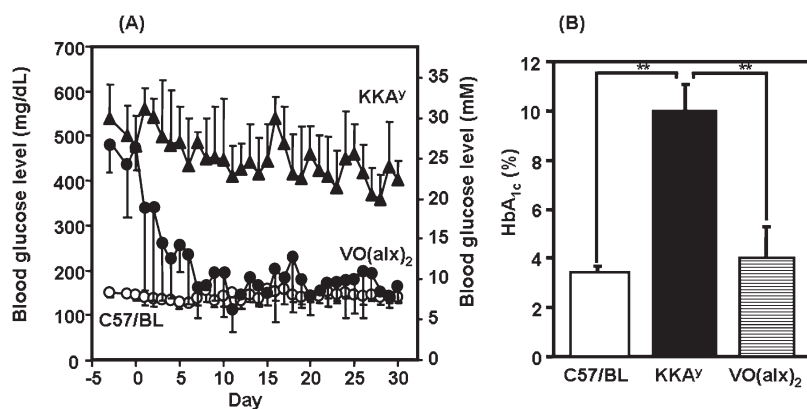 (A)
700
600
500
400
300
200
100
0
Blood glucose level (mg/dL)
35
30
25
20
15
10
5
0
Blood glucose level (mM)
KKAʸ
VO(alx)₂
C57/BL
-5 0 5 10 15 20 25 30
Day
(B)
12
10
8
6
4
2
0
HbA₁c (%)
** **
C57/BL KKAʸ VO(alx)₂